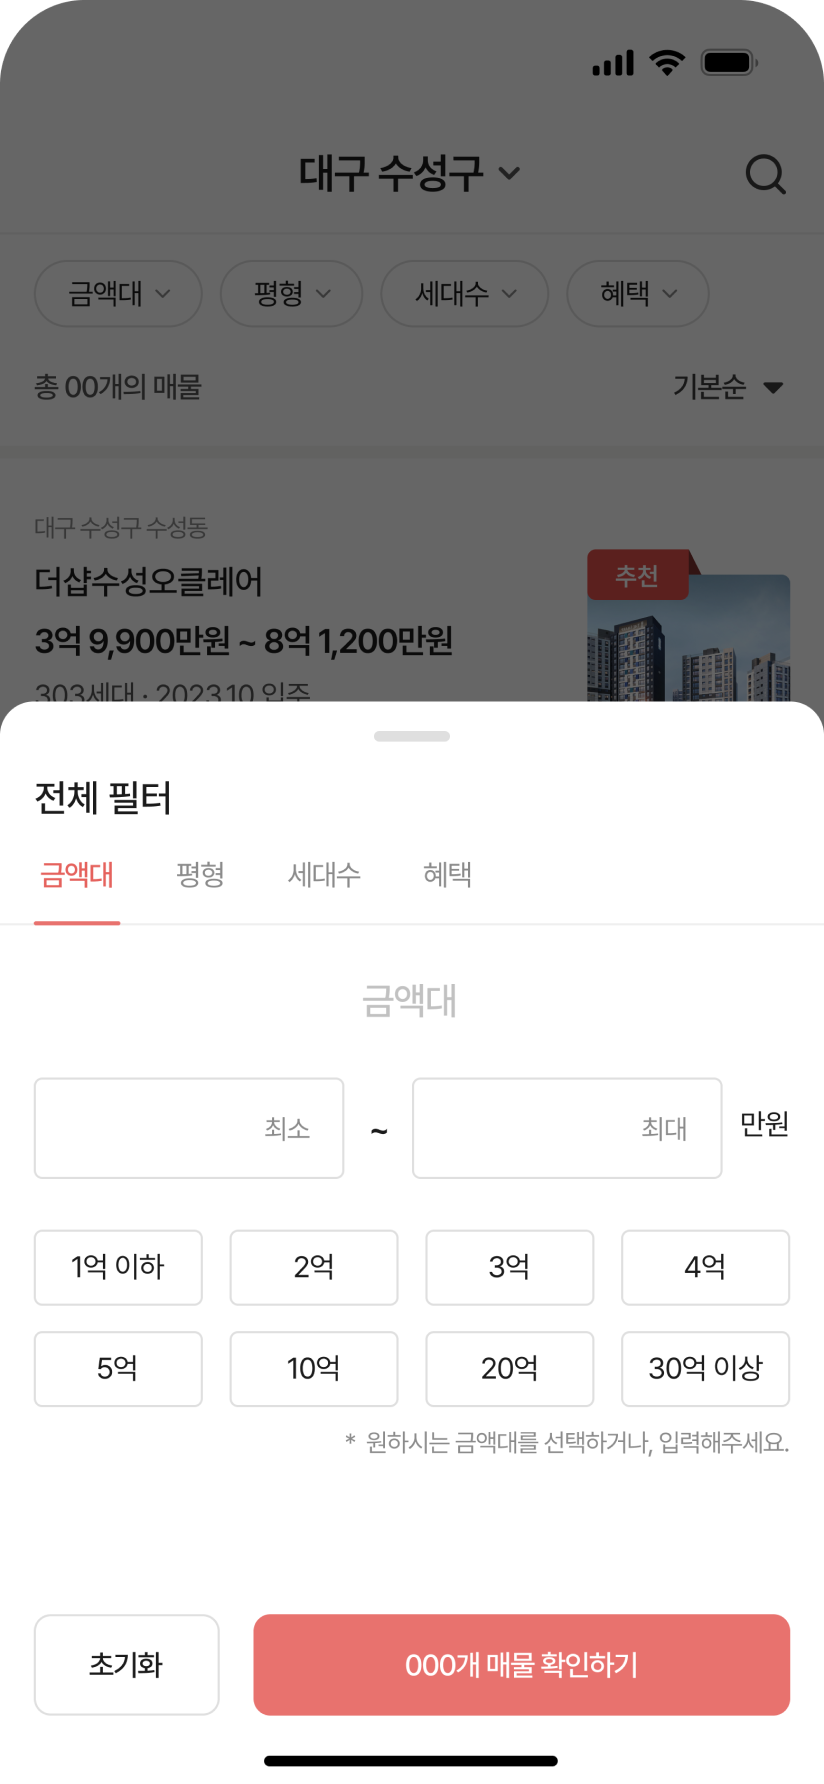 대구 수성구
금액대 평형 세대수 혜택
총 00개의 매물 기본순
대구 수성구 수성동
더샵수성오클레어
추천
3억 9,900만원 ~ 8억 1,200만원
303세대 · 2023.10 입주
전체 필터
금액대 평형 세대수 혜택
금액대
최소 ~ 최대 만원
1억 이하 2억 3억 4억
5억 10억 20억 30억 이상
* 원하시는 금액대를 선택하거나, 입력해주세요.
초기화 000개 매물 확인하기